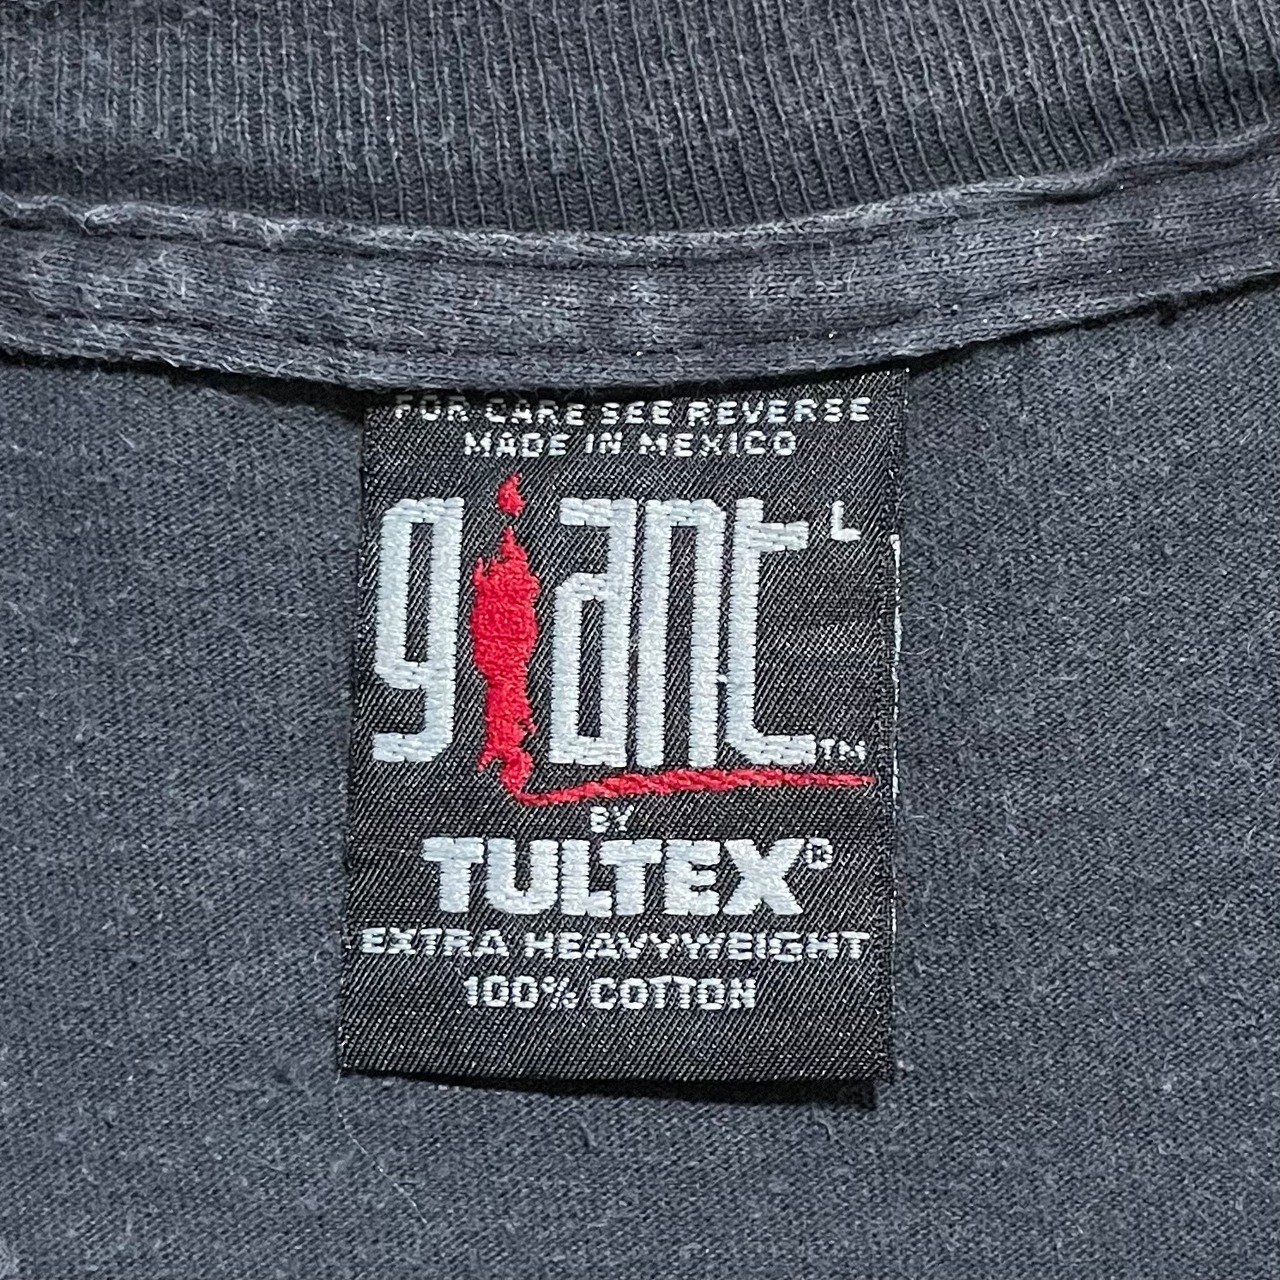 FOR CARE SEE REVERSE
MADE IN MEXICO
giant L
TM
BY
TULTEX®
EXTRA HEAVYWEIGHT
100% COTTON